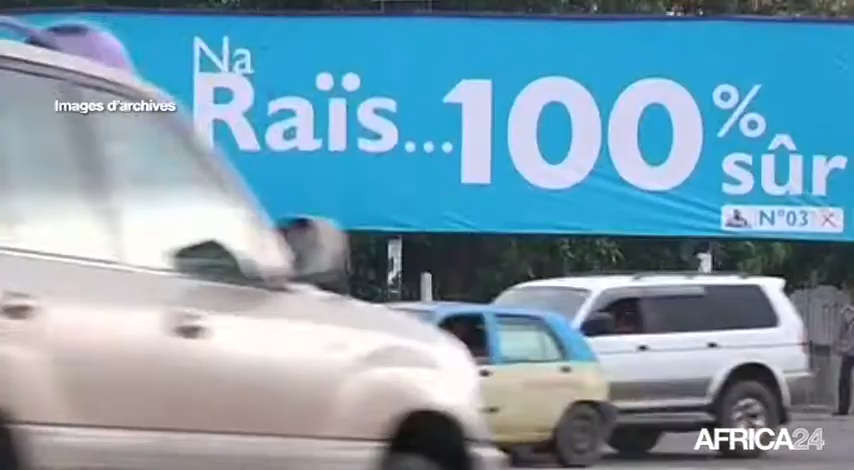 Na
Raïs...100%
sûr
N°03
Images d'archives
AFRICA24